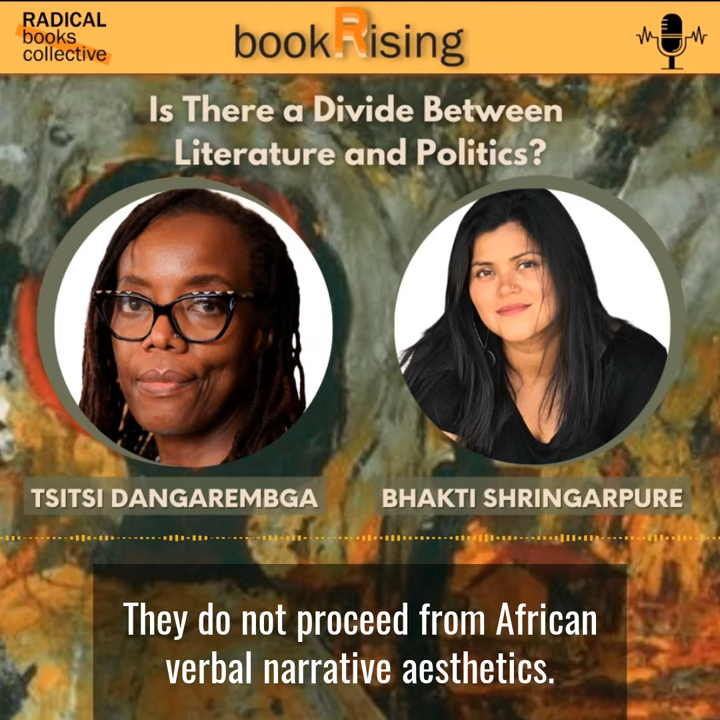 RADICAL
books
collective
bookRising
Is There a Divide Between
Literature and Politics?
TSITSI DANGAREMBGA
BHAKTI SHRINGARPURE
They do not proceed from African
verbal narrative aesthetics.